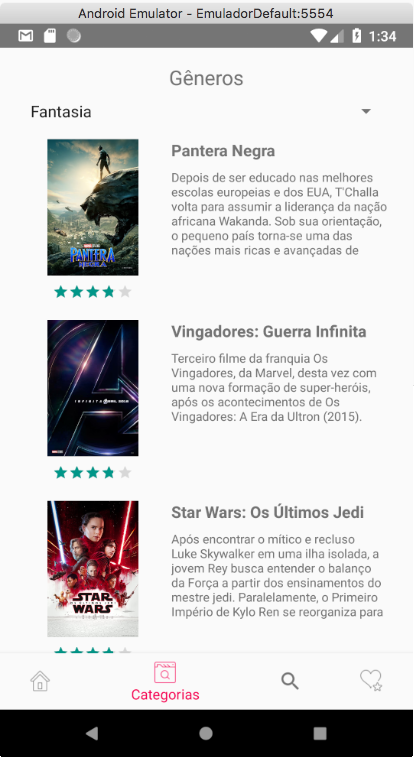 Android Emulator - EmuladorDefault:5554
1:34
Gêneros
Fantasia
PANTERA
NEGRA
Pantera Negra
Depois de ser educado nas melhores
escolas europeias e dos EUA, T'Challa
volta para assumir a liderança da nação
africana Wakanda. Sob sua orientação,
o pequeno país torna-se uma das
nações mais ricas e avançadas de
Vingadores: Guerra Infinita
Terceiro filme da franquia Os
Vingadores, da Marvel, desta vez com
uma nova formação de super-heróis,
após os acontecimentos de Os
Vingadores: A Era da Ultron (2015).
STAR
WARS
Star Wars: Os Últimos Jedi
Após encontrar o mítico e recluso
Luke Skywalker em uma ilha isolada, a
jovem Rey busca entender o balanço
da Força a partir dos ensinamentos do
mestre jedi. Paralelamente, o Primeiro
Império de Kylo Ren se reorganiza para
Categorias